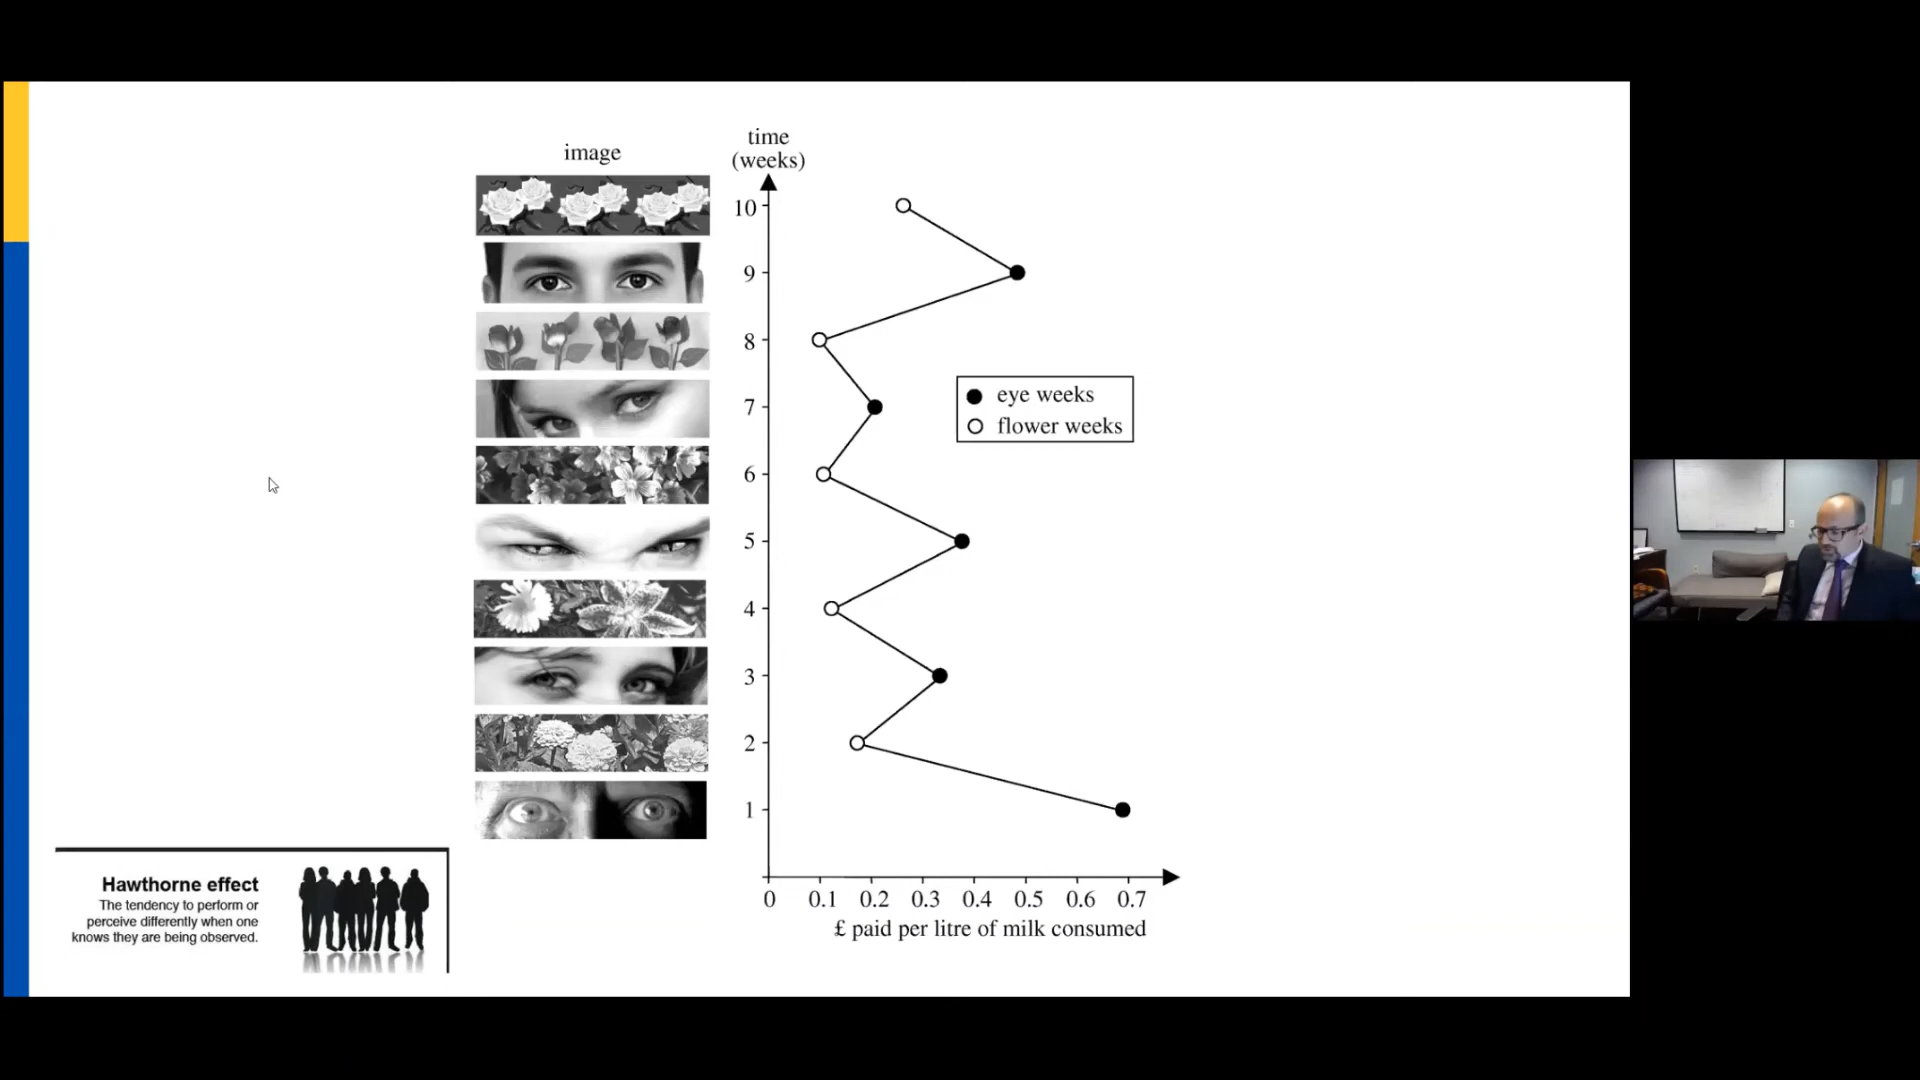 image
time
(weeks)
10
9
8
7
6
5
4
3
2
1
eye weeks
flower weeks
0 0.1 0.2 0.3 0.4 0.5 0.6 0.7
£ paid per litre of milk consumed
Hawthorne effect
The tendency to perform or
perceive differently when one
knows they are being observed.